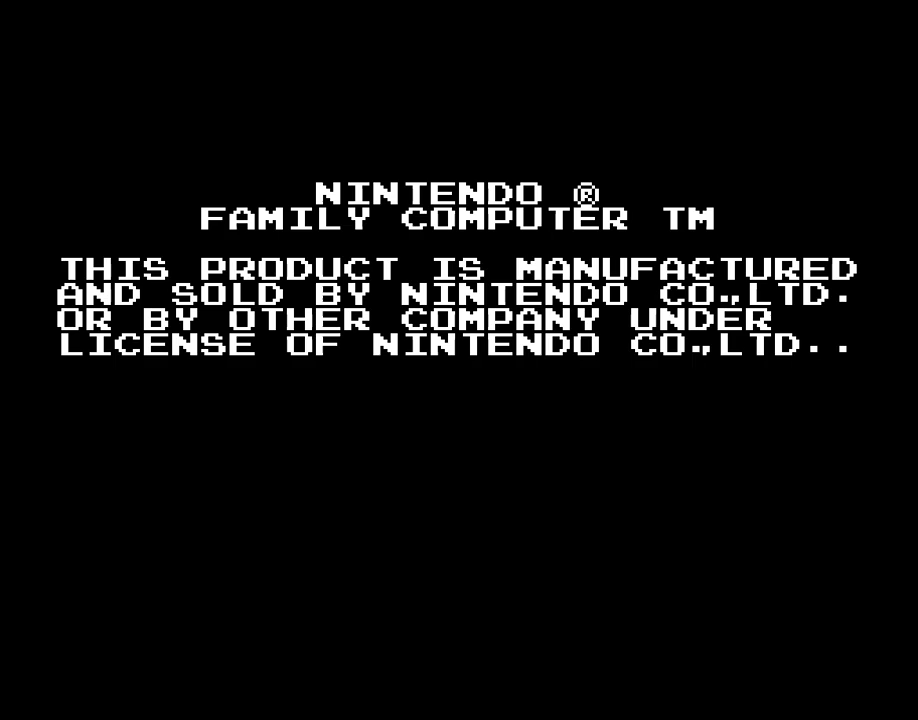 NINTENDO ®
FAMILY COMPUTER TM
THIS PRODUCT IS MANUFACTURED
AND SOLD BY NINTENDO CO.,LTD.
OR BY OTHER COMPANY UNDER
LICENSE OF NINTENDO CO.,LTD..